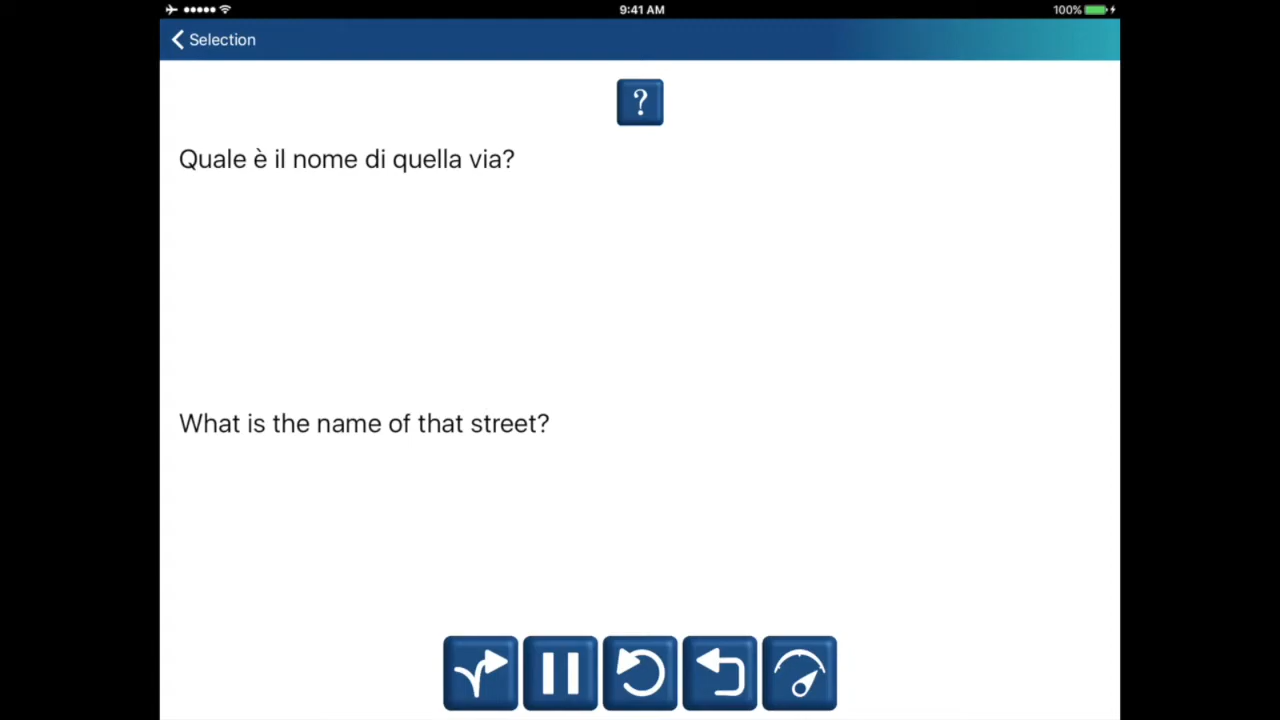 9:41 AM
100%
Selection
?
Quale è il nome di quella via?
What is the name of that street?